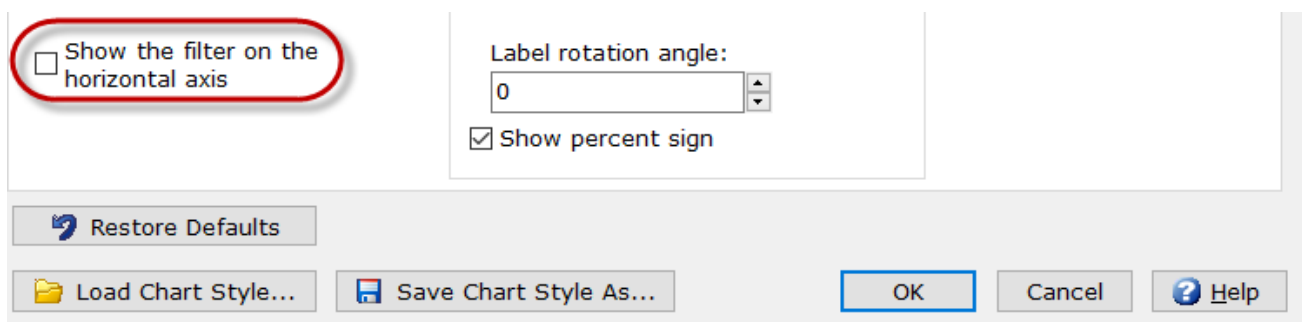 Show the filter on the
horizontal axis
Label rotation angle:
0
Show percent sign
Restore Defaults
Load Chart Style...
Save Chart Style As...
OK
Cancel
Help